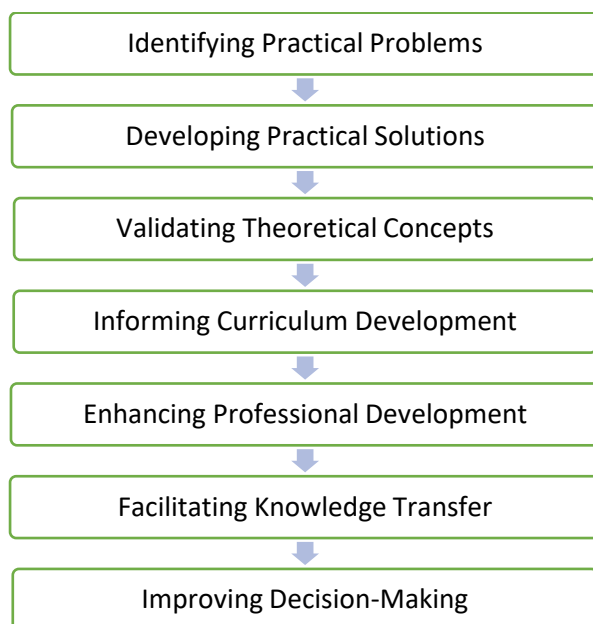 Identifying Practical Problems
Developing Practical Solutions
Validating Theoretical Concepts
Informing Curriculum Development
Enhancing Professional Development
Facilitating Knowledge Transfer
Improving Decision-Making